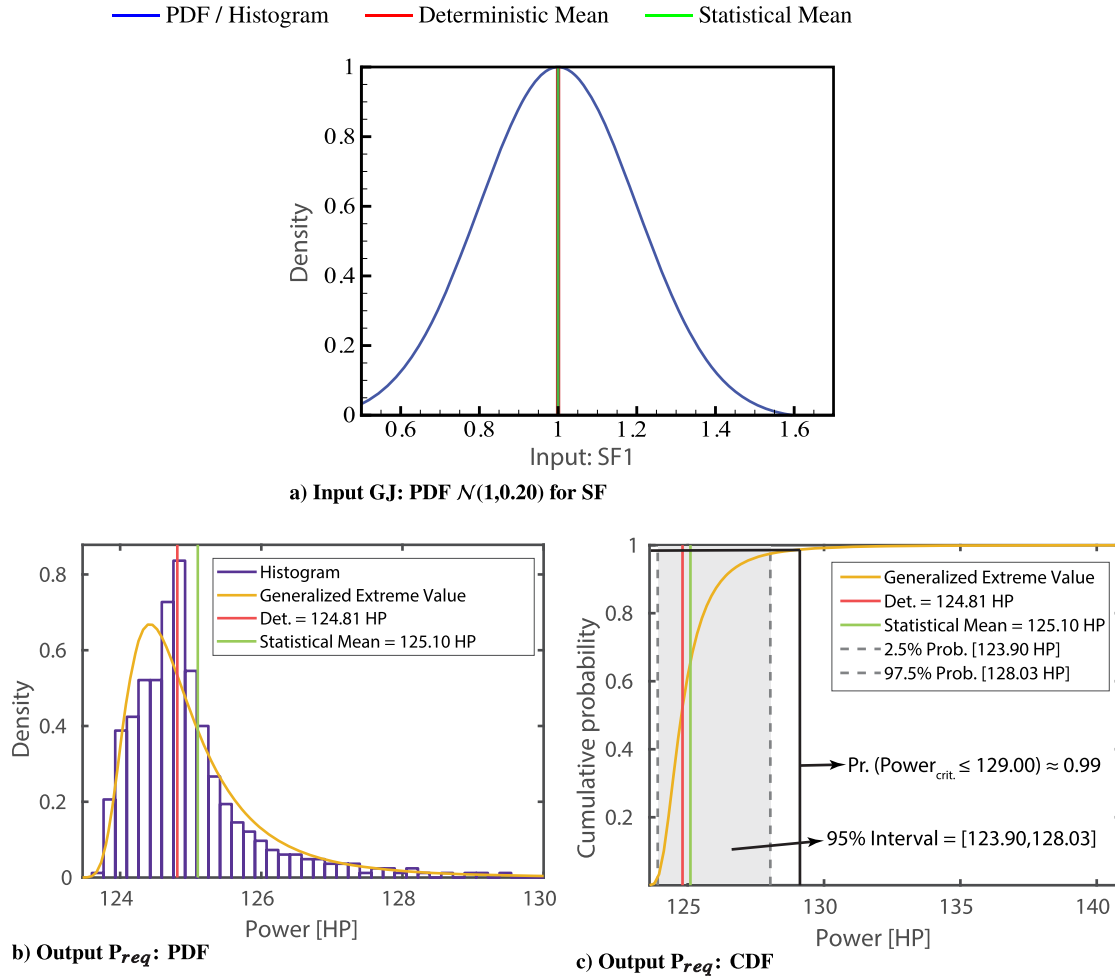 PDF / Histogram
Deterministic Mean
Statistical Mean
1
0.8
0.6
0.4
0.2
0
Density
0.6
0.8
1
1.2
1.4
1.6
Input: SF1
a) Input GJ: PDF 𝒩(1,0.20) for SF
0.8
0.6
0.4
0.2
0
Density
Histogram
Generalized Extreme Value
Det. = 124.81 HP
Statistical Mean = 125.10 HP
124
126
128
130
Power [HP]
b) Output P_req: PDF
1
0.8
0.6
0.4
0.2
Cumulative probability
Generalized Extreme Value
Det. = 124.81 HP
Statistical Mean = 125.10 HP
2.5% Prob. [123.90 HP]
97.5% Prob. [128.03 HP]
Pr. (Power_crit. ≤ 129.00) ≈ 0.99
95% Interval = [123.90,128.03]
125
130
135
140
Power [HP]
c) Output P_req: CDF